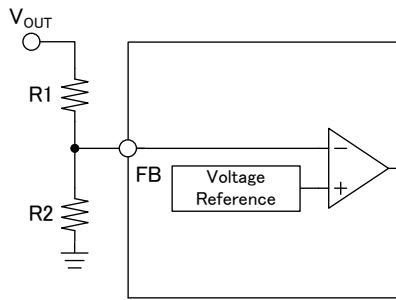 VOUT
R1
FB
Voltage
Reference
−
+
R2